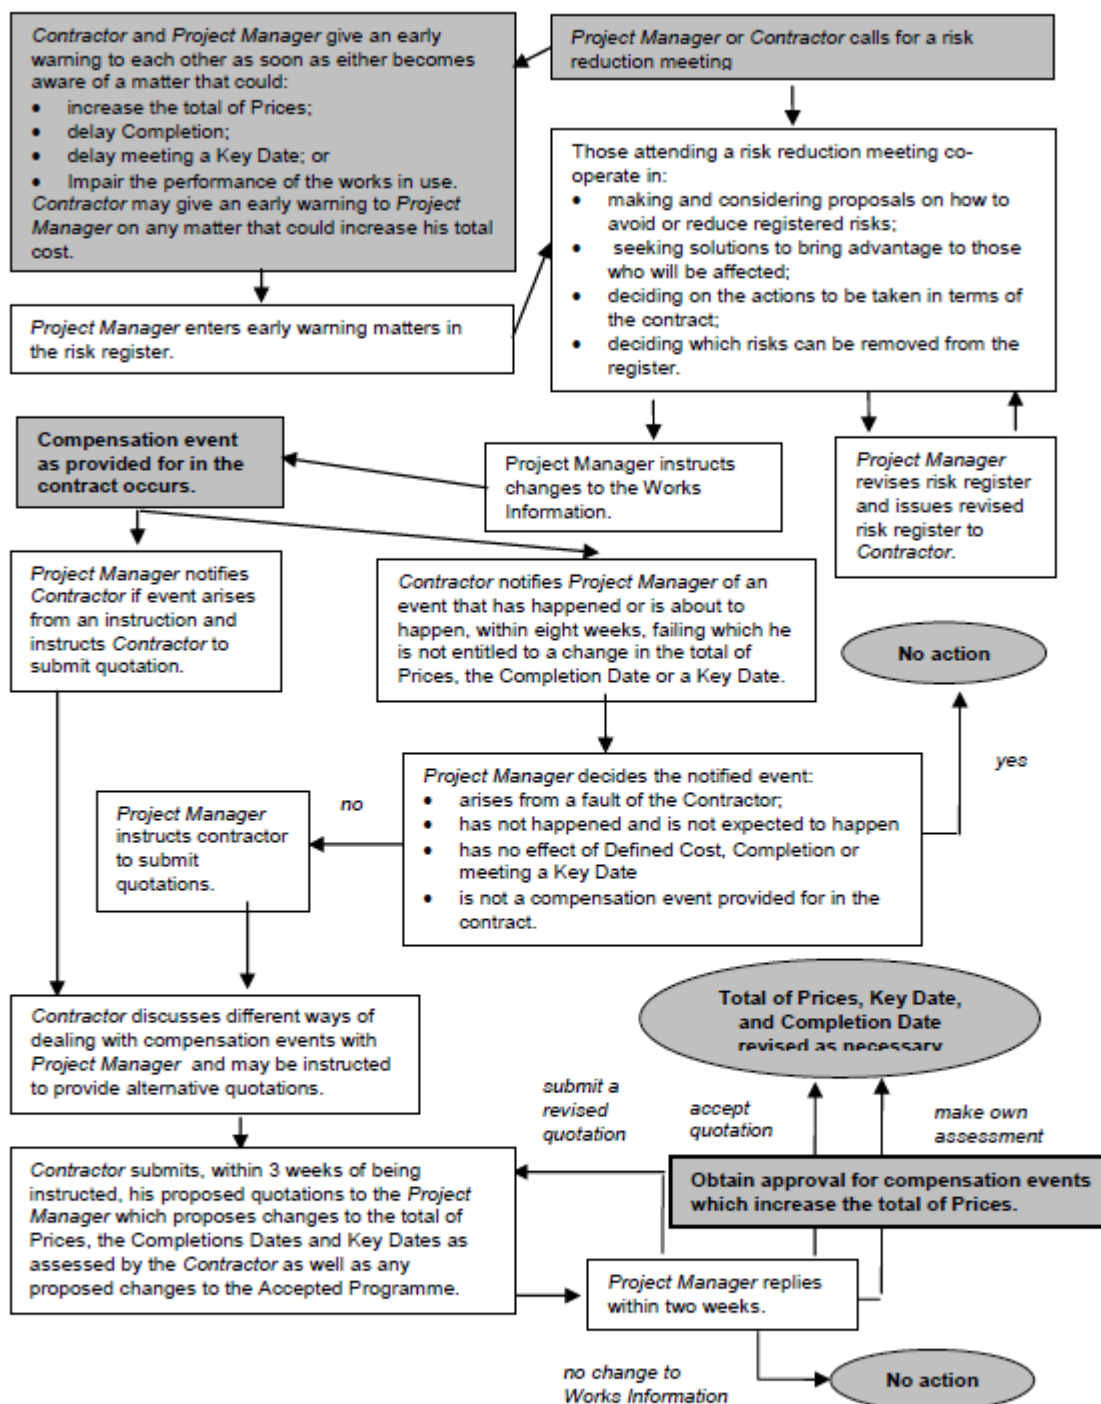 Contractor and Project Manager give an early
warning to each other as soon as either becomes
aware of a matter that could:
• increase the total of Prices;
• delay Completion;
• delay meeting a Key Date; or
• Impair the performance of the works in use.
Contractor may give an early warning to Project
Manager on any matter that could increase his total
cost.
Project Manager or Contractor calls for a risk
reduction meeting
Project Manager enters early warning matters in
the risk register.
Those attending a risk reduction meeting co-
operate in:
• making and considering proposals on how to
avoid or reduce registered risks;
• seeking solutions to bring advantage to those
who will be affected;
• deciding on the actions to be taken in terms of
the contract;
• deciding which risks can be removed from the
register.
Compensation event
as provided for in the
contract occurs.
Project Manager instructs
changes to the Works
Information.
Project Manager
revises risk register
and issues revised
risk register to
Contractor.
Project Manager notifies
Contractor if event arises
from an instruction and
instructs Contractor to
submit quotation.
Contractor notifies Project Manager of an
event that has happened or is about to
happen, within eight weeks, failing which he
is not entitled to a change in the total of
Prices, the Completion Date or a Key Date.
No action
yes
Project Manager decides the notified event:
• arises from a fault of the Contractor;
• has not happened and is not expected to happen
• has no effect of Defined Cost, Completion or
meeting a Key Date
• is not a compensation event provided for in the
contract.
no
Project Manager
instructs contractor
to submit
quotations.
Contractor discusses different ways of
dealing with compensation events with
Project Manager and may be instructed
to provide alternative quotations.
Total of Prices, Key Date,
and Completion Date
revised as necessary
submit a
revised
quotation
accept
quotation
make own
assessment
Contractor submits, within 3 weeks of being
instructed, his proposed quotations to the Project
Manager which proposes changes to the total of
Prices, the Completions Dates and Key Dates as
assessed by the Contractor as well as any
proposed changes to the Accepted Programme.
Obtain approval for compensation events
which increase the total of Prices.
Project Manager replies
within two weeks.
no change to
Works Information
No action